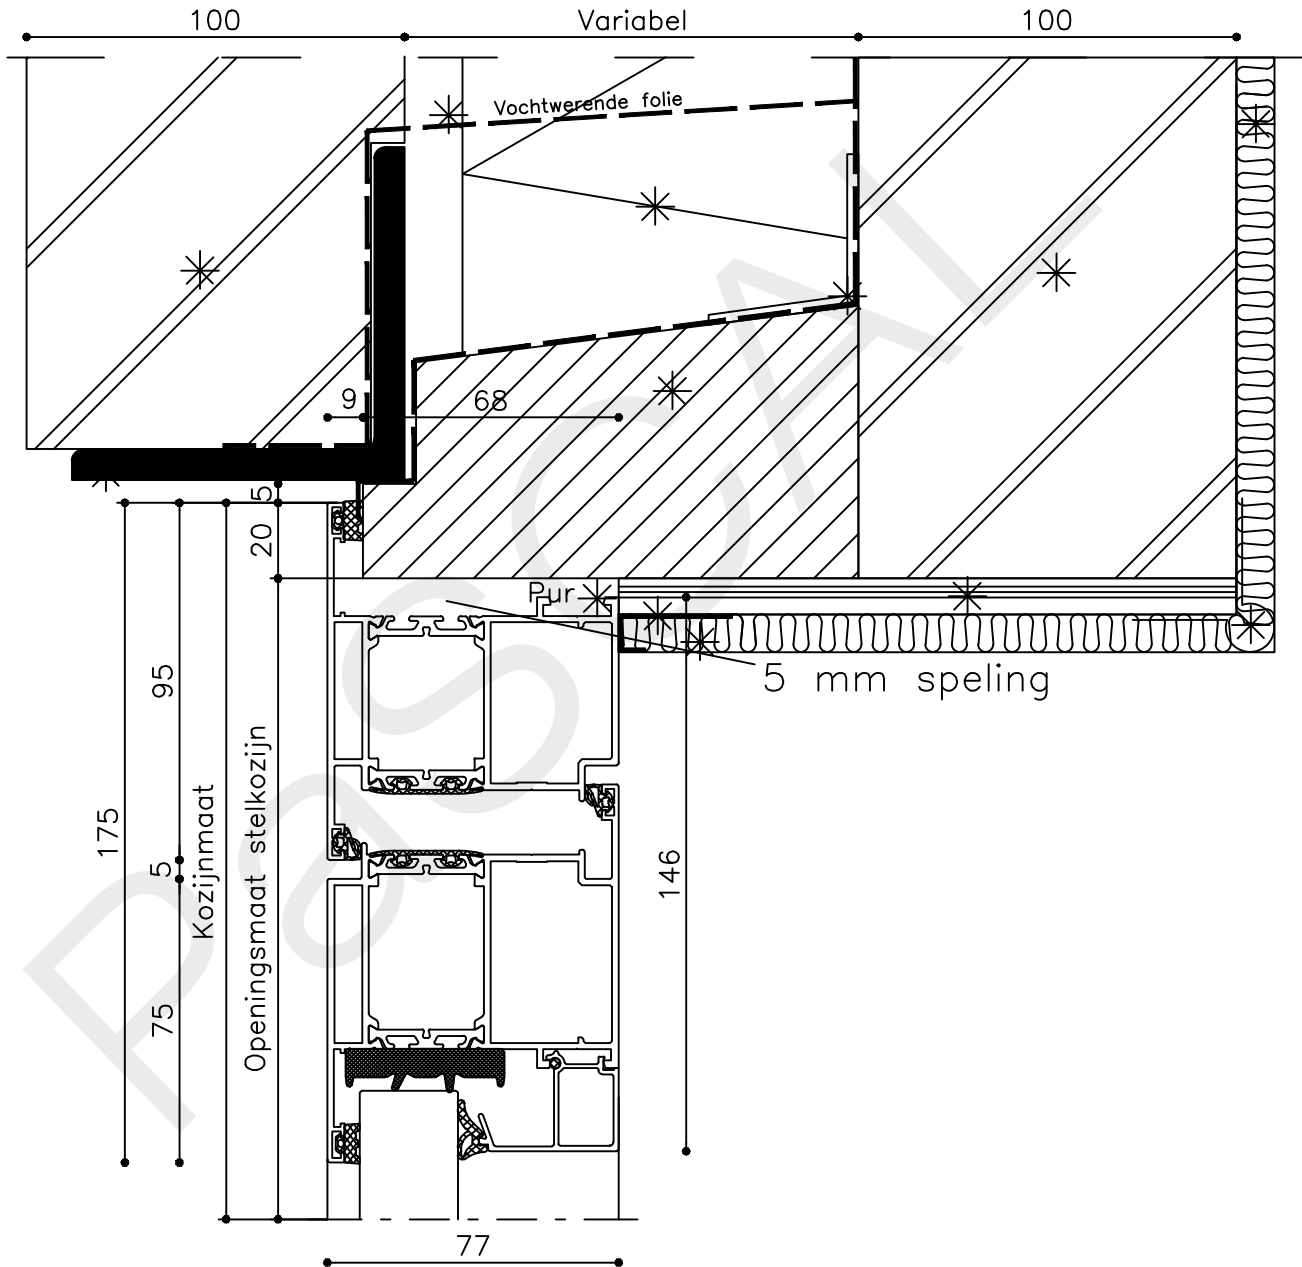 100
Variabel
100
Vochtwerende folie
9
68
5
20
Pur
5 mm speling
95
175
5
75
Kozijnmaat
Openingsmaat stelkozijn
146
77
PaSCAL